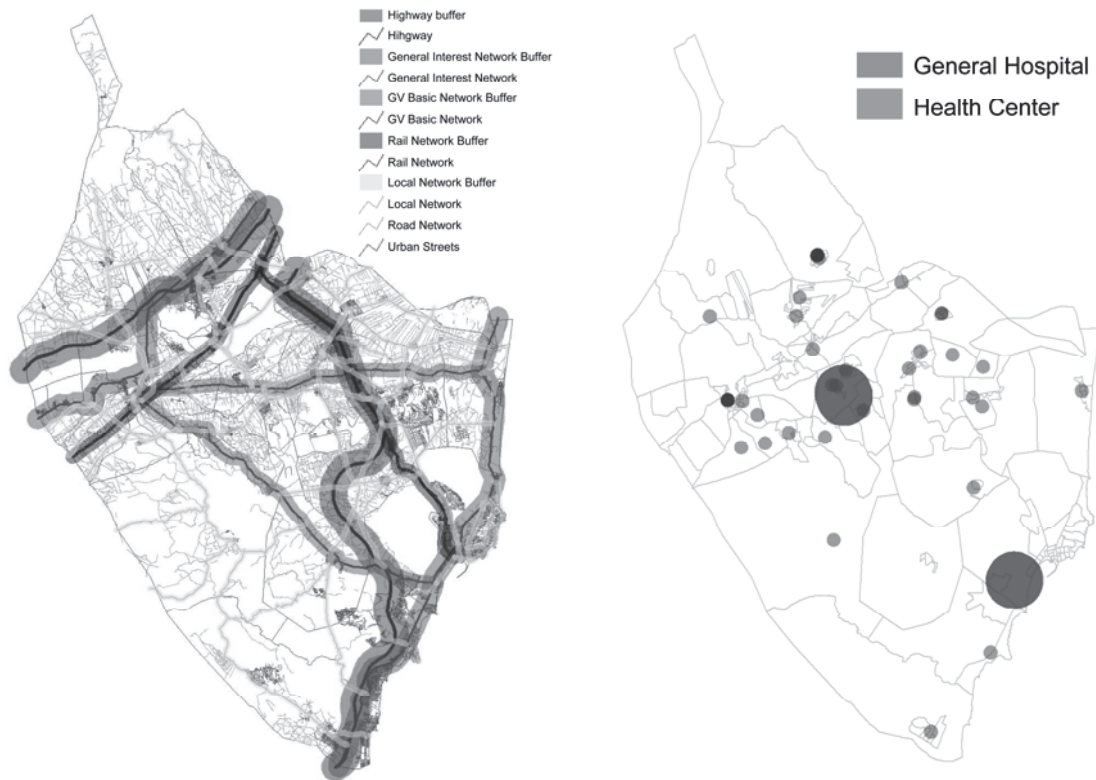 Highway buffer
Hihgway
General Interest Network Buffer
General Interest Network
GV Basic Network Buffer
GV Basic Network
Rail Network Buffer
Rail Network
Local Network Buffer
Local Network
Road Network
Urban Streets
General Hospital
Health Center